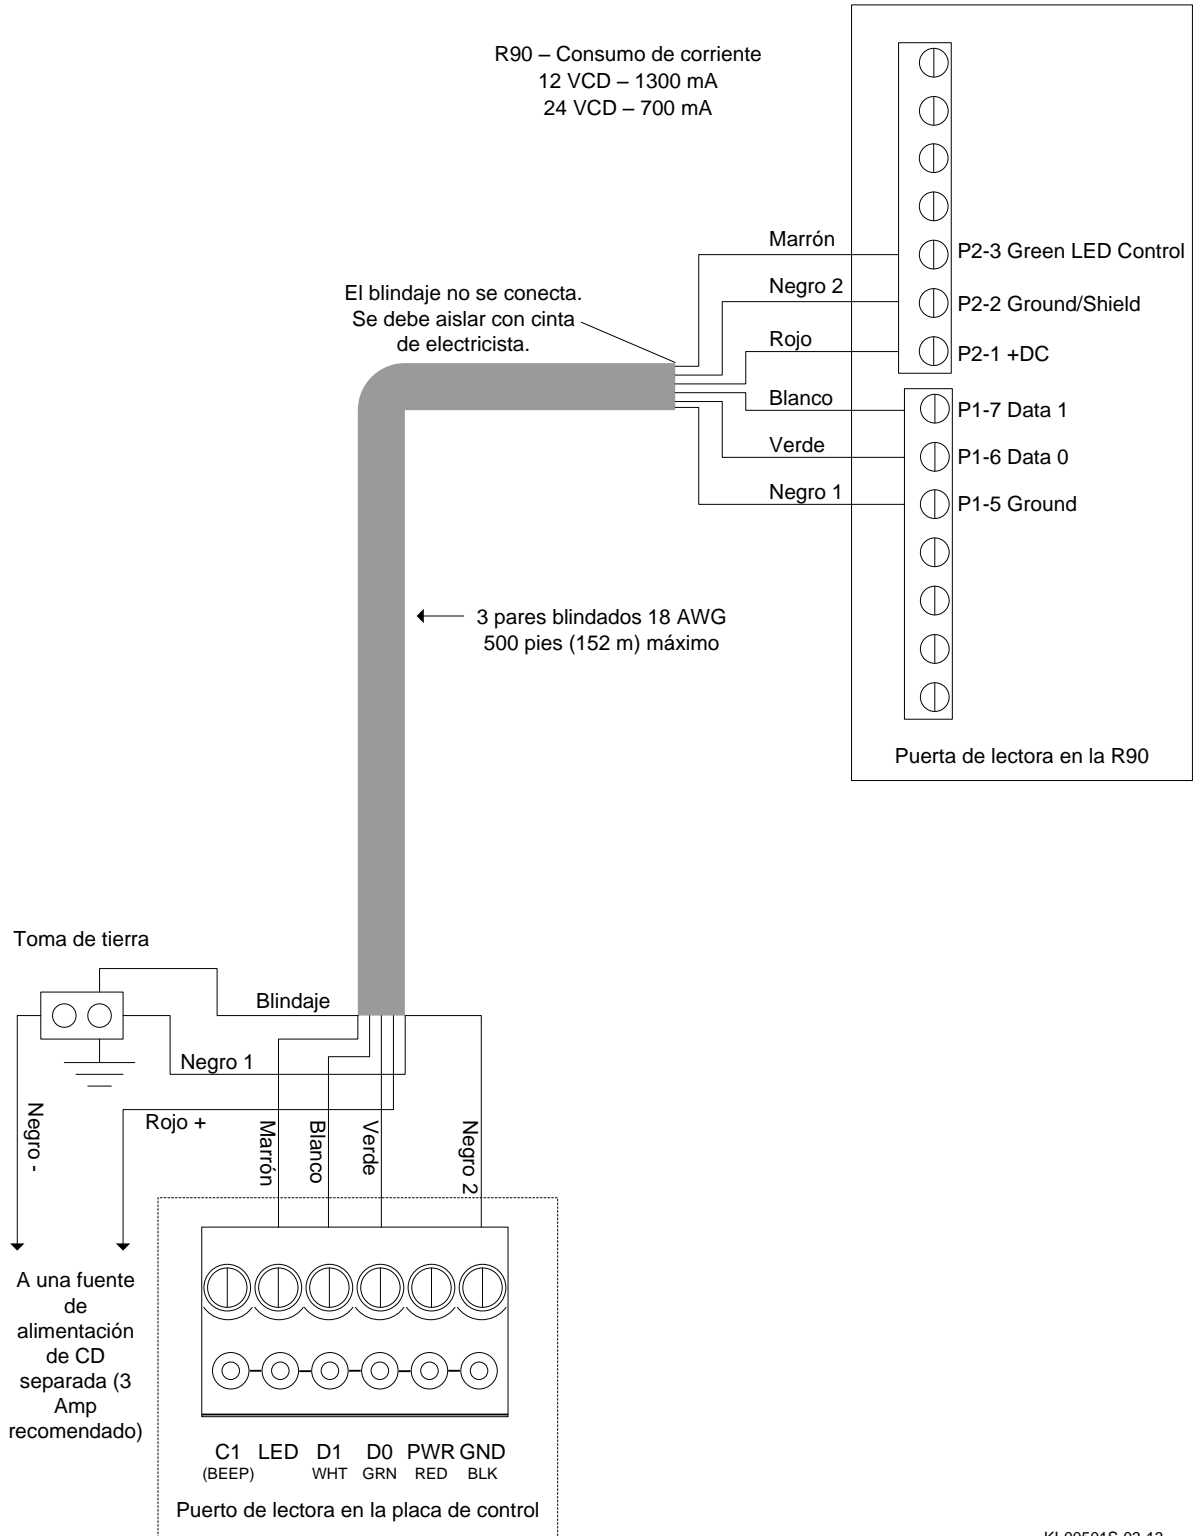 R90 – Consumo de corriente
12 VCD – 1300 mA
24 VCD – 700 mA
Marrón
P2-3 Green LED Control
Negro 2
P2-2 Ground/Shield
Rojo
P2-1 +DC
Blanco
P1-7 Data 1
Verde
P1-6 Data 0
Negro 1
P1-5 Ground
Puerta de lectora en la R90
El blindaje no se conecta.
Se debe aislar con cinta
de electricista.
3 pares blindados 18 AWG
500 pies (152 m) máximo
Toma de tierra
Blindaje
Negro 1
Rojo +
Negro -
Marrón
Blanco
Verde
Negro 2
A una fuente
de
alimentación
de CD
separada (3
Amp
recomendado)
C1 LED D1 D0 PWR GND
(BEEP) WHT GRN RED BLK
Puerto de lectora en la placa de control
KI-00501S-03-13